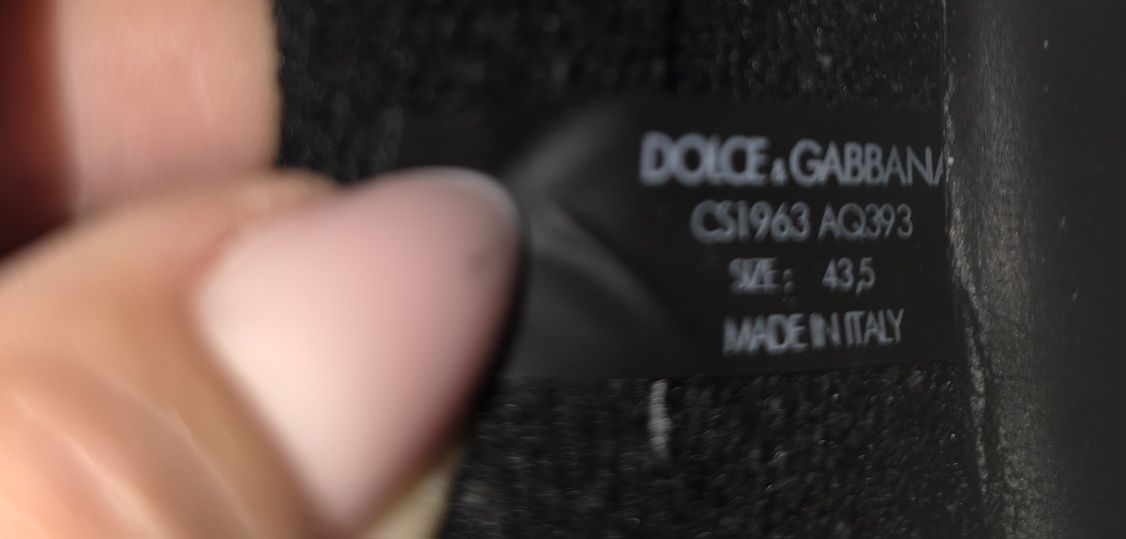 DOLCE & GABBANA
CS1963 AQ393
SIZE: 43,5
MADE IN ITALY